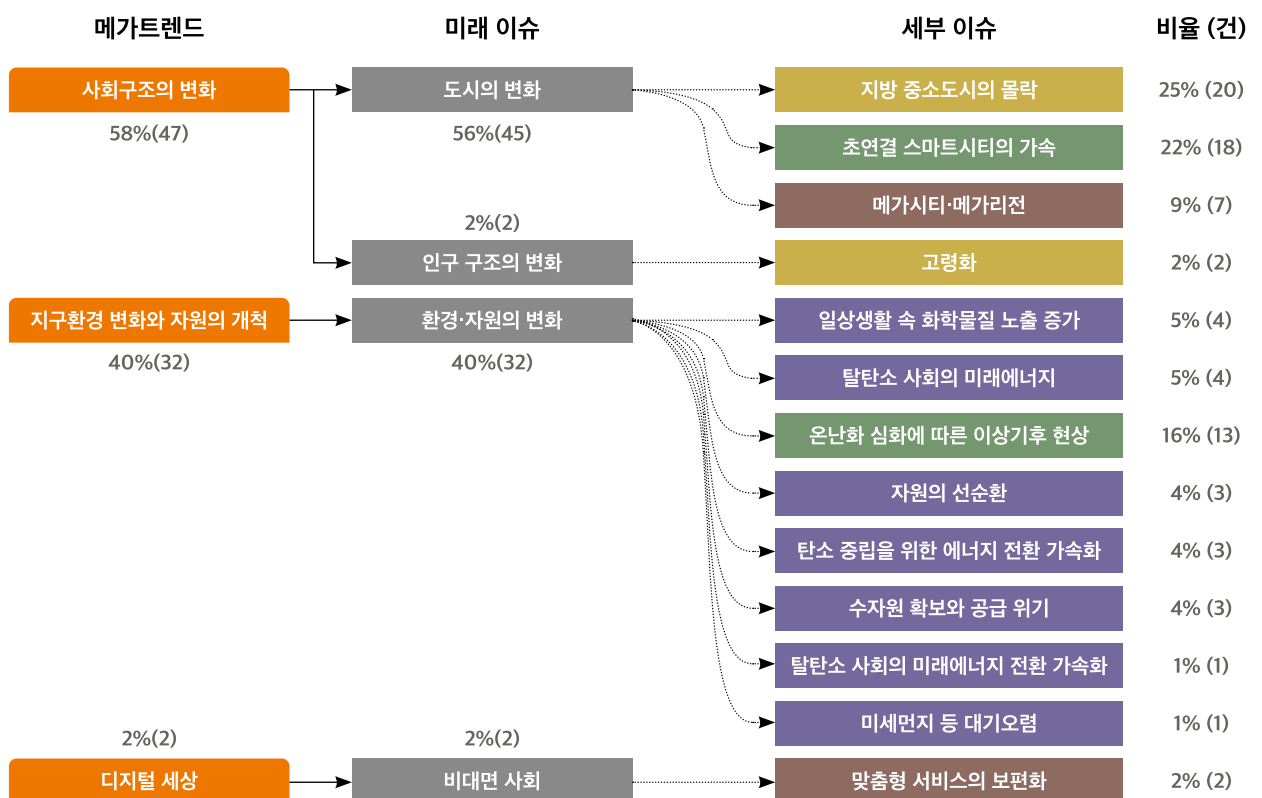 메가트렌드 미래 이슈 세부 이슈 비율 (건)
사회구조의 변화 도시의 변화 지방 중소도시의 몰락 25% (20)
58%(47) 56%(45)
초연결 스마트시티의 가속 22% (18)
메가시티·메가리전 9% (7)
2%(2)
인구 구조의 변화 고령화 2% (2)
지구환경 변화와 자원의 개척 환경·자원의 변화 일상생활 속 화학물질 노출 증가 5% (4)
40%(32) 40%(32)
탈탄소 사회의 미래에너지 5% (4)
온난화 심화에 따른 이상기후 현상 16% (13)
자원의 선순환 4% (3)
탄소 중립을 위한 에너지 전환 가속화 4% (3)
수자원 확보와 공급 위기 4% (3)
탈탄소 사회의 미래에너지 전환 가속화 1% (1)
미세먼지 등 대기오렴 1% (1)
2%(2) 2%(2)
디지털 세상 비대면 사회 맞춤형 서비스의 보편화 2% (2)